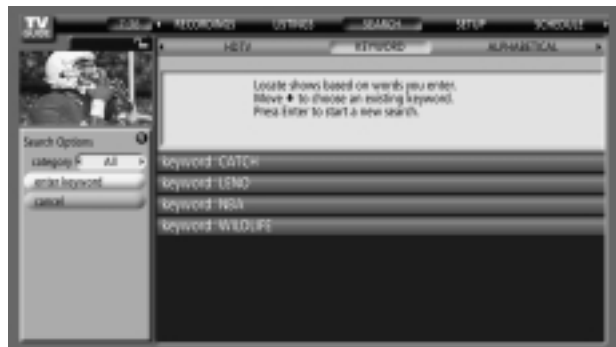 TV
GUIDE
RECORDINGS LISTINGS SEARCH SETUP SCHEDULE
HDTV KEYWORD ALPHABETICAL
Locate shows based on words you enter.
Move to choose an existing keyword.
Press Enter to start a new search.
Search Options
category All
enter keyword
cancel
keyword: CATCH
keyword: LENO
keyword: NBA
keyword: WILDLIFE